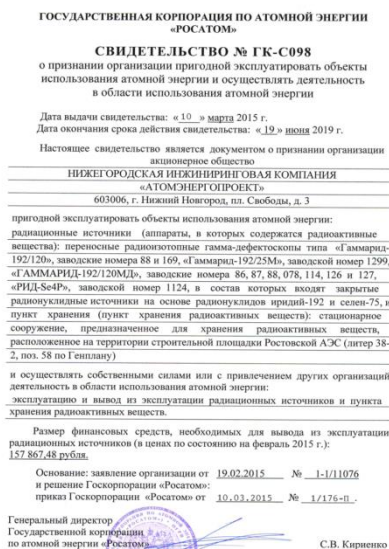 ГОСУДАРСТВЕННАЯ КОРПОРАЦИЯ ПО АТОМНОЙ ЭНЕРГИИ
«РОСАТОМ»
СВИДЕТЕЛЬСТВО № ГК-С098
о признании организации пригодной эксплуатировать объекты
использования атомной энергии и осуществлять деятельность
в области использования атомной энергии
Дата выдачи свидетельства: «10» марта 2015 г.
Дата окончания срока действия свидетельства: «19» июня 2019 г.
Настоящее свидетельство является документом о признании организации
акционерное общество
НИЖЕГОРОДСКАЯ ИНЖИНИРИНГОВАЯ КОМПАНИЯ
«АТОМЭНЕРГОПРОЕКТ»
603006, г. Нижний Новгород, пл. Свободы, д. 3
пригодной эксплуатировать объекты использования атомной энергии:
радиационные источники (аппараты, в которых содержатся радиоактивные
вещества): переносные радиоизотопные гамма-дефектоскопы типа «Гаммарид-
192/120», заводские номера 88 и 169, «Гаммарид-192/25М», заводской номер 1299,
«ГАММАРИД-192/120МД», заводские номера 86, 87, 88, 078, 114, 126 и 127,
«РИД-Se4P», заводской номер 1124, в состав которых входят закрытые
радионуклидные источники на основе радионуклидов иридий-192 и селен-75, и
пункт хранения (пункт хранения радиоактивных веществ): стационарное
сооружение, предназначенное для хранения радиоактивных веществ,
расположенное на территории строительной площадки Ростовской АЭС (литер 38-
2, поз. 58 по Генплану)
и осуществлять собственными силами или с привлечением других организаций
деятельность в области использования атомной энергии:
эксплуатацию и вывод из эксплуатации радиационных источников и пункта
хранения радиоактивных веществ.
Размер финансовых средств, необходимых для вывода из эксплуатации
радиационных источников (в ценах по состоянию на февраль 2015 г.):
157 867,48 рубля.
Основание: заявление организации от 19.02.2015 № 1-1/11076
и решение Госкорпорации «Росатом»:
приказ Госкорпорации «Росатом» от 10.03.2015 № 1/176-П.
Генеральный директор
Государственной корпорации
по атомной энергии «Росатом» С.В. Кириенко